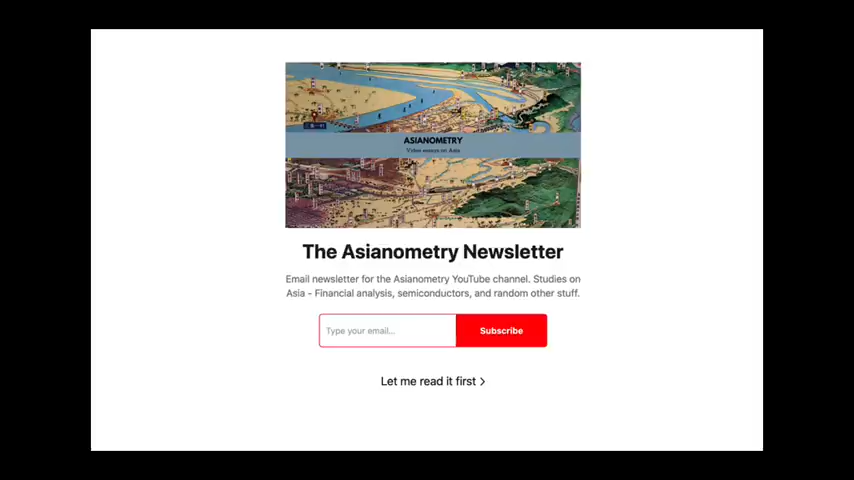 ASIANOMETRY
Video essays on Asia
The Asianometry Newsletter
Email newsletter for the Asianometry YouTube channel. Studies on
Asia - Financial analysis, semiconductors, and random other stuff.
Type your email...
Subscribe
Let me read it first >